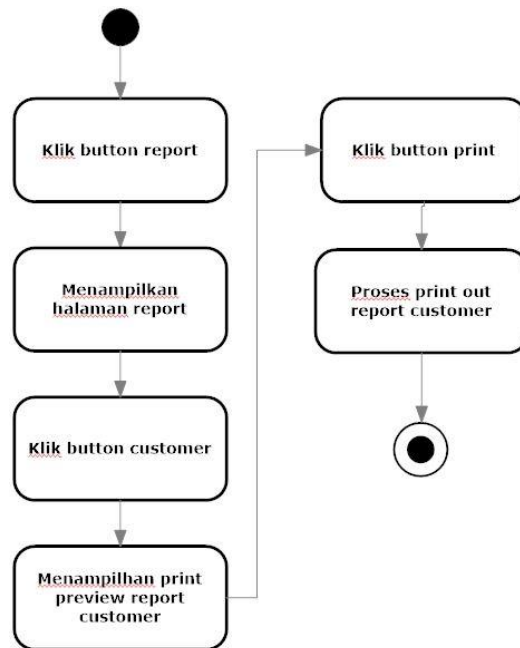 Klik button report
Menampilkan
halaman report
Klik button customer
Menampilhan print
preview report
customer
Klik button print
Proses print out
report customer